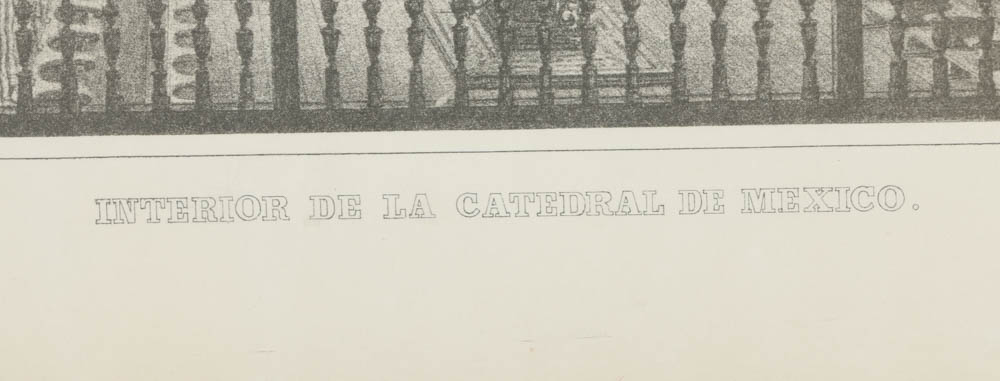 INTERIOR DE LA CATEDRAL DE MEXICO.